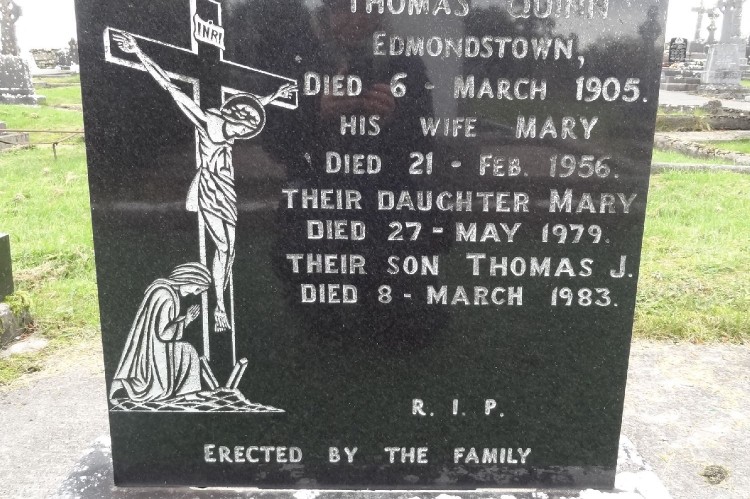 INRI
THOMAS QUINN
EDMONDSTOWN,
DIED 6 - MARCH 1905.
HIS WIFE MARY
DIED 21 - FEB. 1956.
THEIR DAUGHTER MARY
DIED 27 - MAY 1979.
THEIR SON THOMAS J.
DIED 8 - MARCH 1983.
R. I. P.
ERECTED BY THE FAMILY